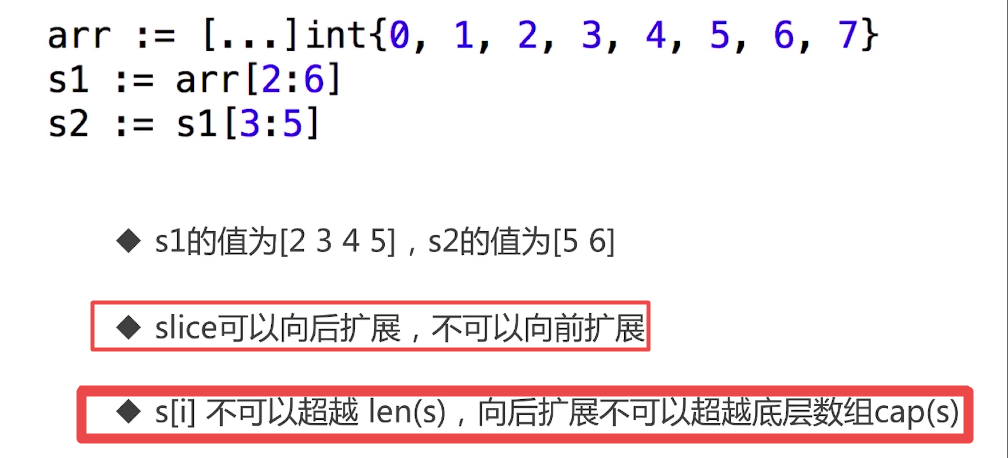 arr := [...]int{0, 1, 2, 3, 4, 5, 6, 7}
s1 := arr[2:6]
s2 := s1[3:5]
◆ s1的值为[2 3 4 5]，s2的值为[5 6]
◆ slice可以向后扩展，不可以向前扩展
◆ s[i] 不可以超越 len(s)，向后扩展不可以超越底层数组cap(s)